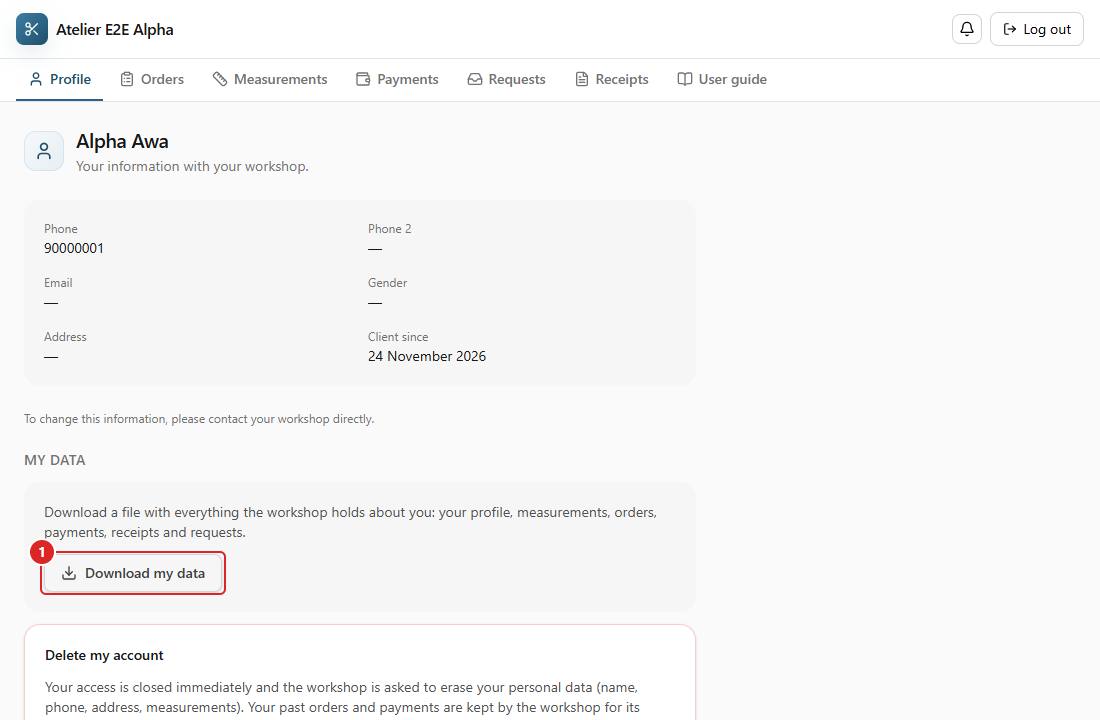 Atelier E2E Alpha
Log out
Profile
Orders
Measurements
Payments
Requests
Receipts
User guide
Alpha Awa
Your information with your workshop.
Phone
90000001
Phone 2
—
Email
—
Gender
—
Address
—
Client since
24 November 2026
To change this information, please contact your workshop directly.
MY DATA
Download a file with everything the workshop holds about you: your profile, measurements, orders,
payments, receipts and requests.
1
Download my data
Delete my account
Your access is closed immediately and the workshop is asked to erase your personal data (name,
phone, address, measurements). Your past orders and payments are kept by the workshop for its